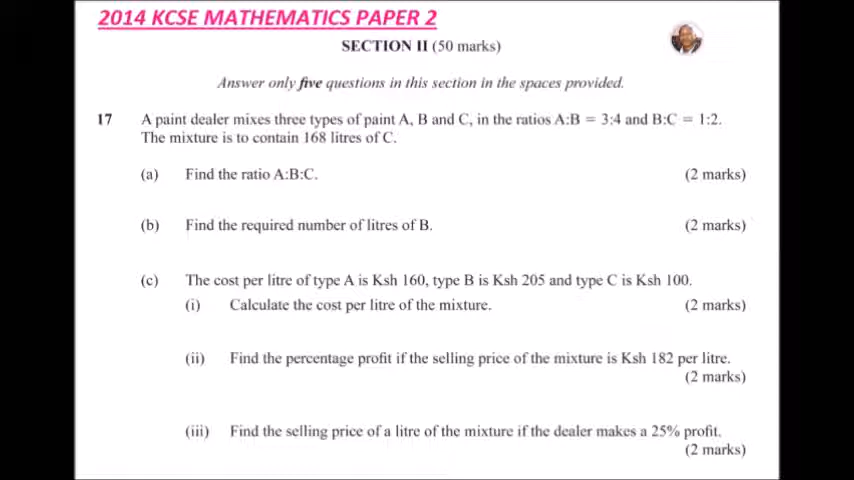 2014 KCSE MATHEMATICS PAPER 2
SECTION II (50 marks)
Answer only five questions in this section in the spaces provided.
17 A paint dealer mixes three types of paint A, B and C, in the ratios A:B = 3:4 and B:C = 1:2.
The mixture is to contain 168 litres of C.
(a) Find the ratio A:B:C. (2 marks)
(b) Find the required number of litres of B. (2 marks)
(c) The cost per litre of type A is Ksh 160, type B is Ksh 205 and type C is Ksh 100.
(i) Calculate the cost per litre of the mixture. (2 marks)
(ii) Find the percentage profit if the selling price of the mixture is Ksh 182 per litre.
(2 marks)
(iii) Find the selling price of a litre of the mixture if the dealer makes a 25% profit.
(2 marks)